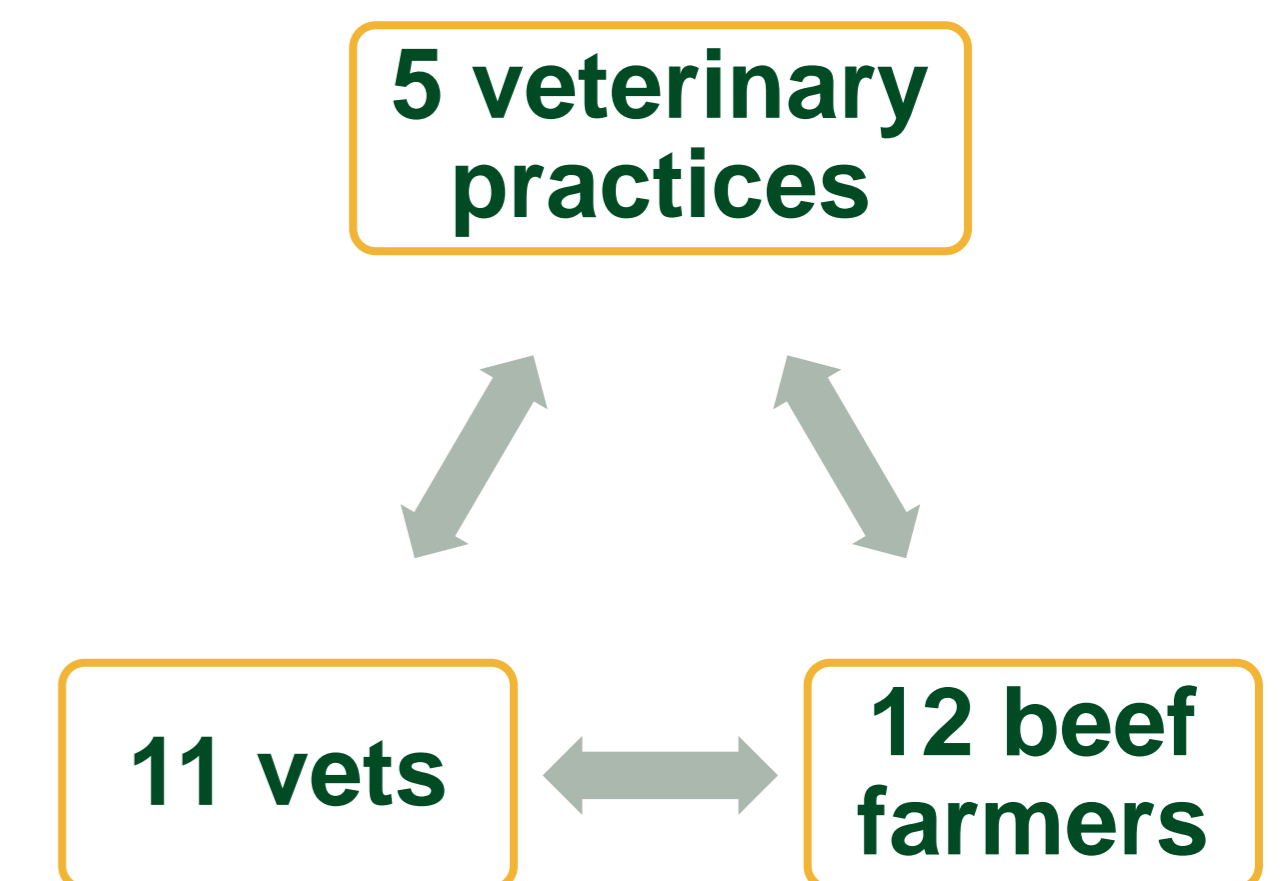 5 veterinary
practices
11 vets
12 beef
farmers